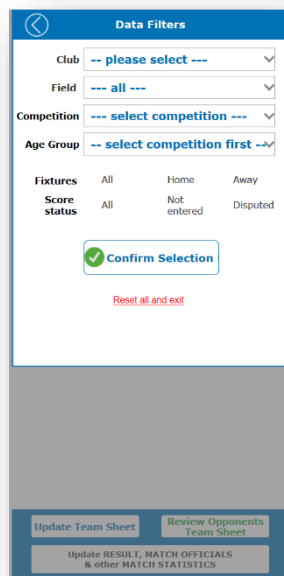 Data Filters
Club -- please select ---
Field --- all ---
Competition --- select competition ---
Age Group -- select competition first --
Fixtures All Home Away
Score status All Not entered Disputed
Confirm Selection
Reset all and exit
Update Team Sheet
Review Opponents
Team Sheet
Update RESULT, MATCH OFFICIALS
& other MATCH STATISTICS